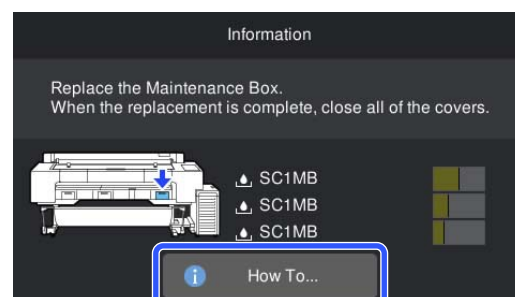 Information
Replace the Maintenance Box.
When the replacement is complete, close all of the covers.
SC1MB
SC1MB
SC1MB
i How To...